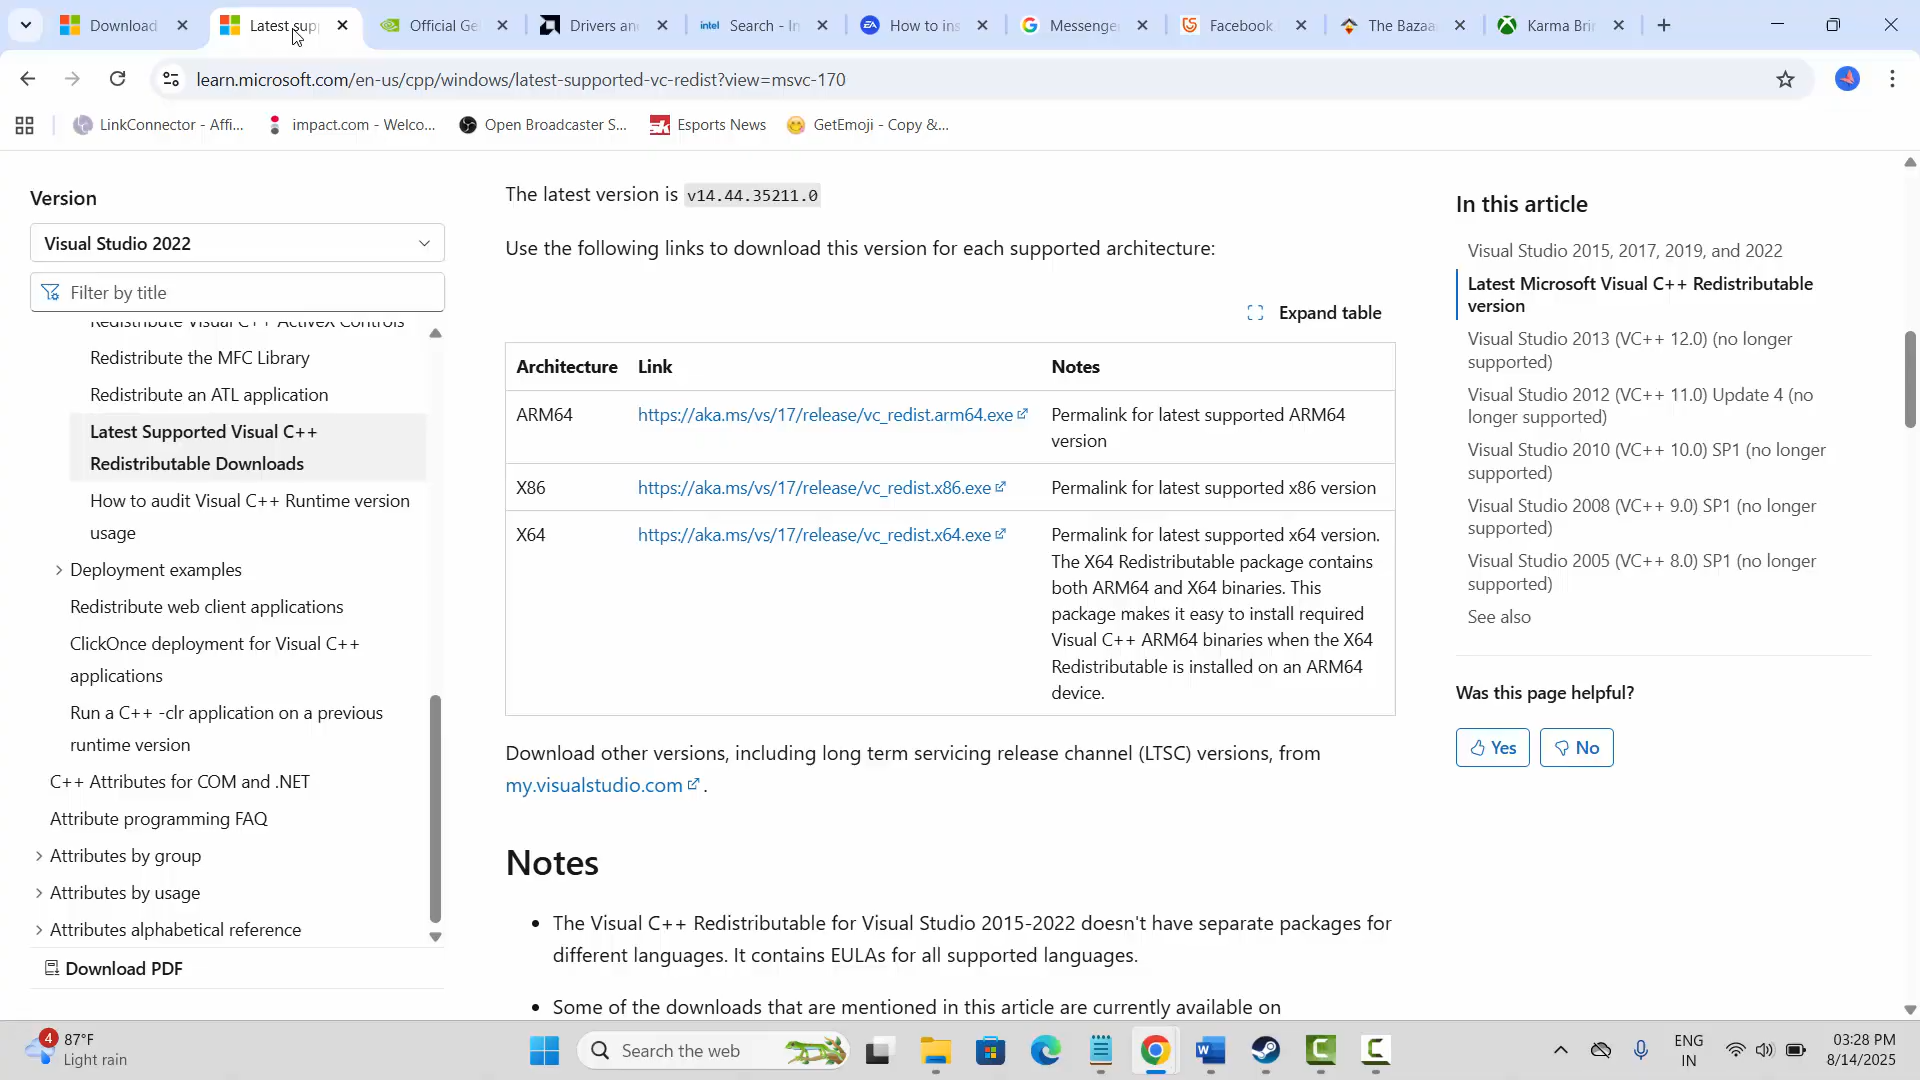 Download
Latest sup
Official Ge
Drivers an
intel Search - In
How to ins
Messenge
Facebook
The Bazaa
Karma Bri
learn.microsoft.com/en-us/cpp/windows/latest-supported-vc-redist?view=msvc-170
LinkConnector - Affi...
impact.com - Welco...
Open Broadcaster S...
Esports News
GetEmoji - Copy &...
Version
Visual Studio 2022
Filter by title
Redistribute Visual C++ ActiveX Controls
Redistribute the MFC Library
Redistribute an ATL application
Latest Supported Visual C++
Redistributable Downloads
How to audit Visual C++ Runtime version
usage
Deployment examples
Redistribute web client applications
ClickOnce deployment for Visual C++
applications
Run a C++ -clr application on a previous
runtime version
C++ Attributes for COM and .NET
Attribute programming FAQ
Attributes by group
Attributes by usage
Attributes alphabetical reference
Download PDF
The latest version is v14.44.35211.0
Use the following links to download this version for each supported architecture:
Expand table
Architecture Link Notes
ARM64 https://aka.ms/vs/17/release/vc_redist.arm64.exe Permalink for latest supported ARM64
version
X86 https://aka.ms/vs/17/release/vc_redist.x86.exe Permalink for latest supported x86 version
X64 https://aka.ms/vs/17/release/vc_redist.x64.exe Permalink for latest supported x64 version.
The X64 Redistributable package contains
both ARM64 and X64 binaries. This
package makes it easy to install required
Visual C++ ARM64 binaries when the X64
Redistributable is installed on an ARM64
device.
Download other versions, including long term servicing release channel (LTSC) versions, from
my.visualstudio.com .
Notes
• The Visual C++ Redistributable for Visual Studio 2015-2022 doesn't have separate packages for
different languages. It contains EULAs for all supported languages.
• Some of the downloads that are mentioned in this article are currently available on
In this article
Visual Studio 2015, 2017, 2019, and 2022
Latest Microsoft Visual C++ Redistributable
version
Visual Studio 2013 (VC++ 12.0) (no longer
supported)
Visual Studio 2012 (VC++ 11.0) Update 4 (no
longer supported)
Visual Studio 2010 (VC++ 10.0) SP1 (no longer
supported)
Visual Studio 2008 (VC++ 9.0) SP1 (no longer
supported)
Visual Studio 2005 (VC++ 8.0) SP1 (no longer
supported)
See also
Was this page helpful?
Yes
No
4
87°F
Light rain
Search the web
ENG
IN
03:28 PM
8/14/2025